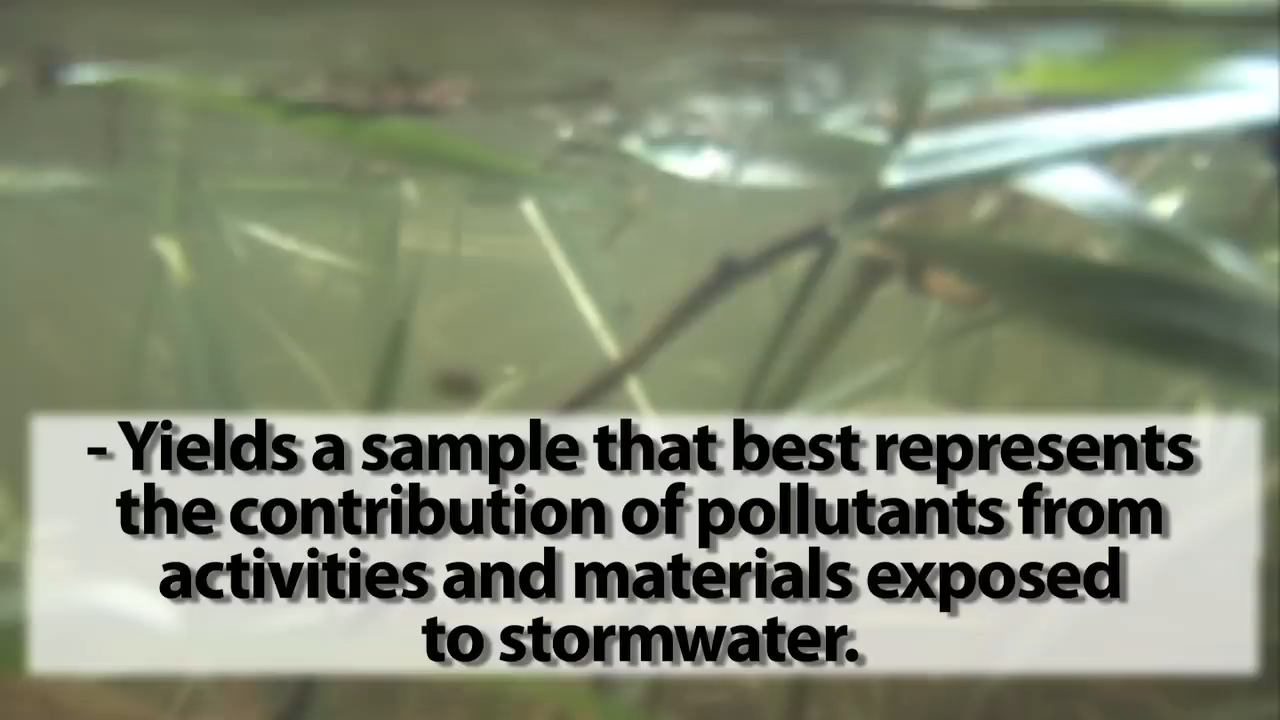 - Yields a sample that best represents
the contribution of pollutants from
activities and materials exposed
to stormwater.